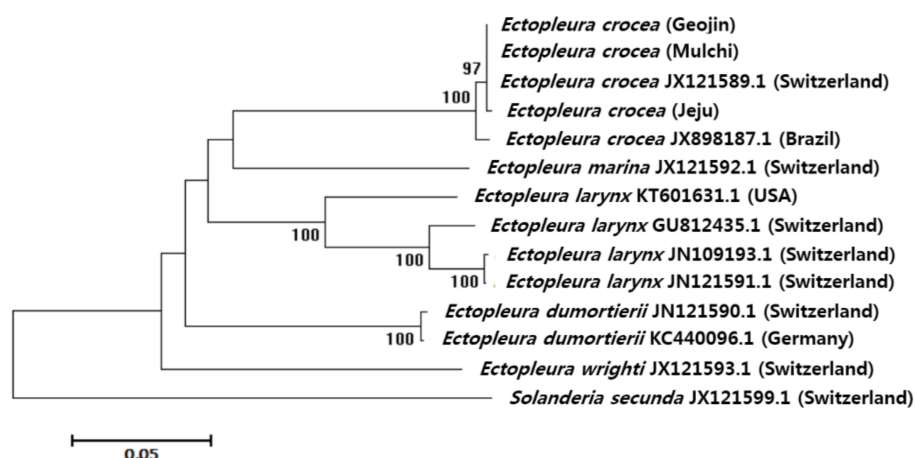 Ectopleura crocea (Geojin)
Ectopleura crocea (Mulchi)
97
Ectopleura crocea JX121589.1 (Switzerland)
100
Ectopleura crocea (Jeju)
Ectopleura crocea JX898187.1 (Brazil)
Ectopleura marina JX121592.1 (Switzerland)
Ectopleura larynx KT601631.1 (USA)
Ectopleura larynx GU812435.1 (Switzerland)
100
Ectopleura larynx JN109193.1 (Switzerland)
100
Ectopleura larynx JN121591.1 (Switzerland)
100
Ectopleura dumortierii JN121590.1 (Switzerland)
Ectopleura dumortierii KC440096.1 (Germany)
100
Ectopleura wrighti JX121593.1 (Switzerland)
Solanderia secunda JX121599.1 (Switzerland)
0.05